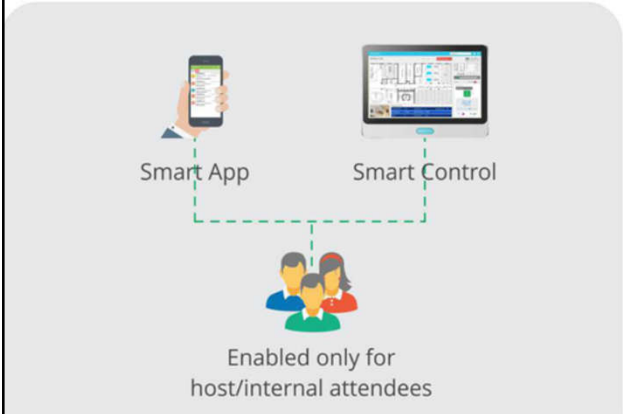 Smart App
Smart Control
Enabled only for
host/internal attendees